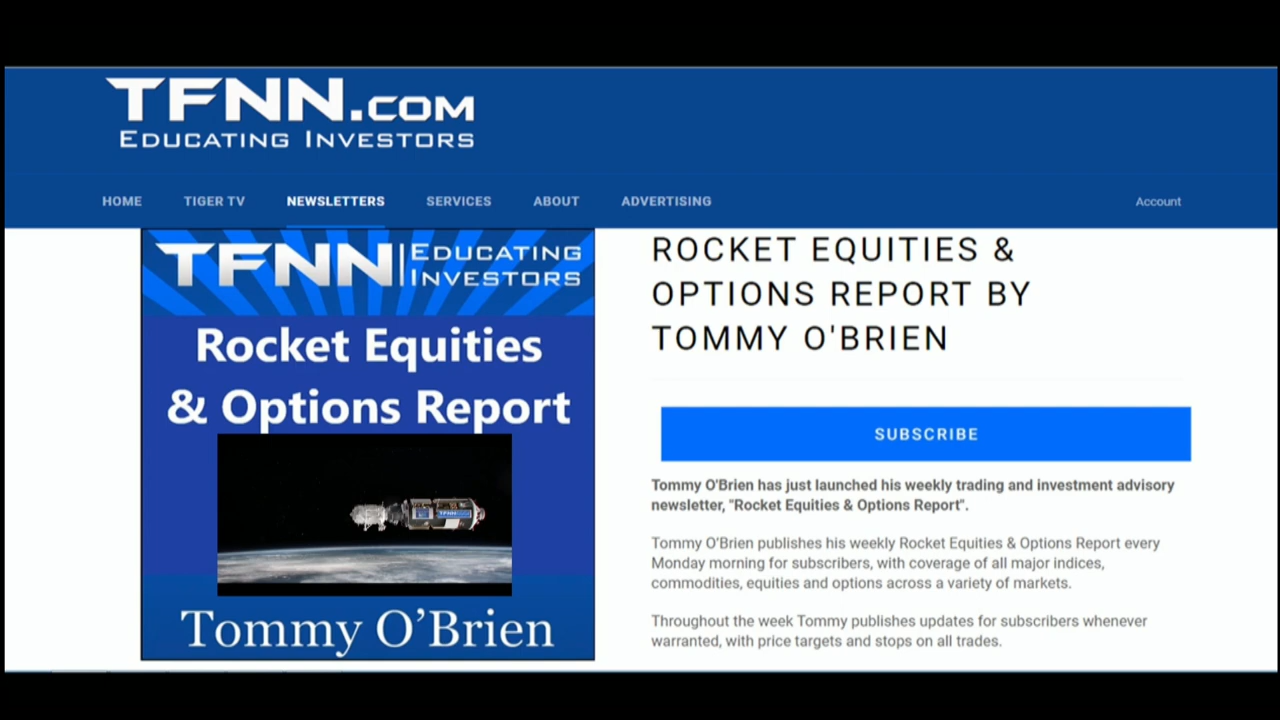 TFNN.COM
EDUCATING INVESTORS
HOME TIGER TV NEWSLETTERS SERVICES ABOUT ADVERTISING Account
TFNN EDUCATING
INVESTORS
Rocket Equities
& Options Report
TFNN
Tommy O’Brien
ROCKET EQUITIES &
OPTIONS REPORT BY
TOMMY O'BRIEN
SUBSCRIBE
Tommy O'Brien has just launched his weekly trading and investment advisory
newsletter, "Rocket Equities & Options Report".
Tommy O’Brien publishes his weekly Rocket Equities & Options Report every
Monday morning for subscribers, with coverage of all major indices,
commodities, equities and options across a variety of markets.
Throughout the week Tommy publishes updates for subscribers whenever
warranted, with price targets and stops on all trades.